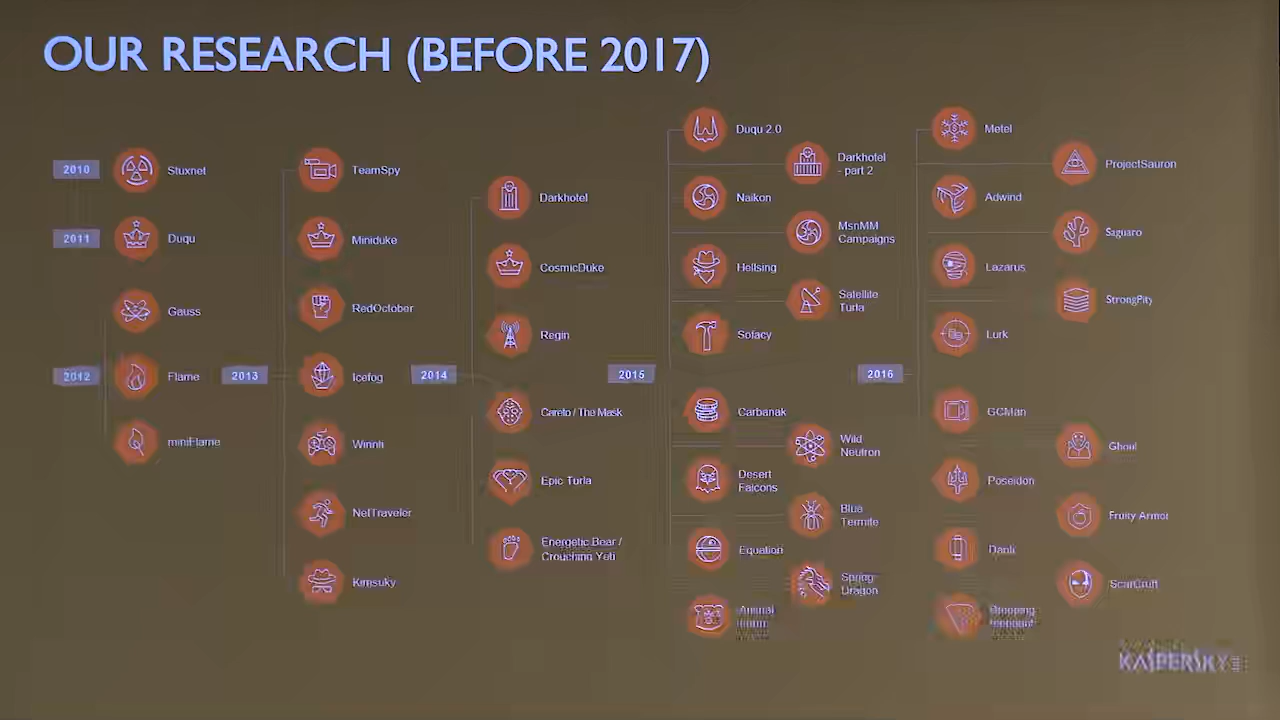 OUR RESEARCH (BEFORE 2017)
2010
Stuxnet
2011
Duqu
Gauss
2012
Flame
miniFlame
2013
TeamSpy
Miniduke
RedOctober
Icefog
Winnti
NetTraveler
Kimsuky
2014
Darkhotel
CosmicDuke
Regin
Careto / The Mask
Epic Turla
Energetic Bear /
Crouching Yeti
2015
Duqu 2.0
Darkhotel
- part 2
Naikon
MsnMM
Campaigns
Hellsing
Satellite
Turla
Sofacy
Carbanak
Wild
Neutron
Desert
Falcons
Blue
Termite
Equation
Spring
Dragon
Animal
2016
Metel
ProjectSauron
Adwind
Saguaro
Lazarus
StrongPity
Lurk
GCMan
Ghoul
Poseidon
Fruity Armor
Danti
ScarCruft
Dropping
KASPERSKY